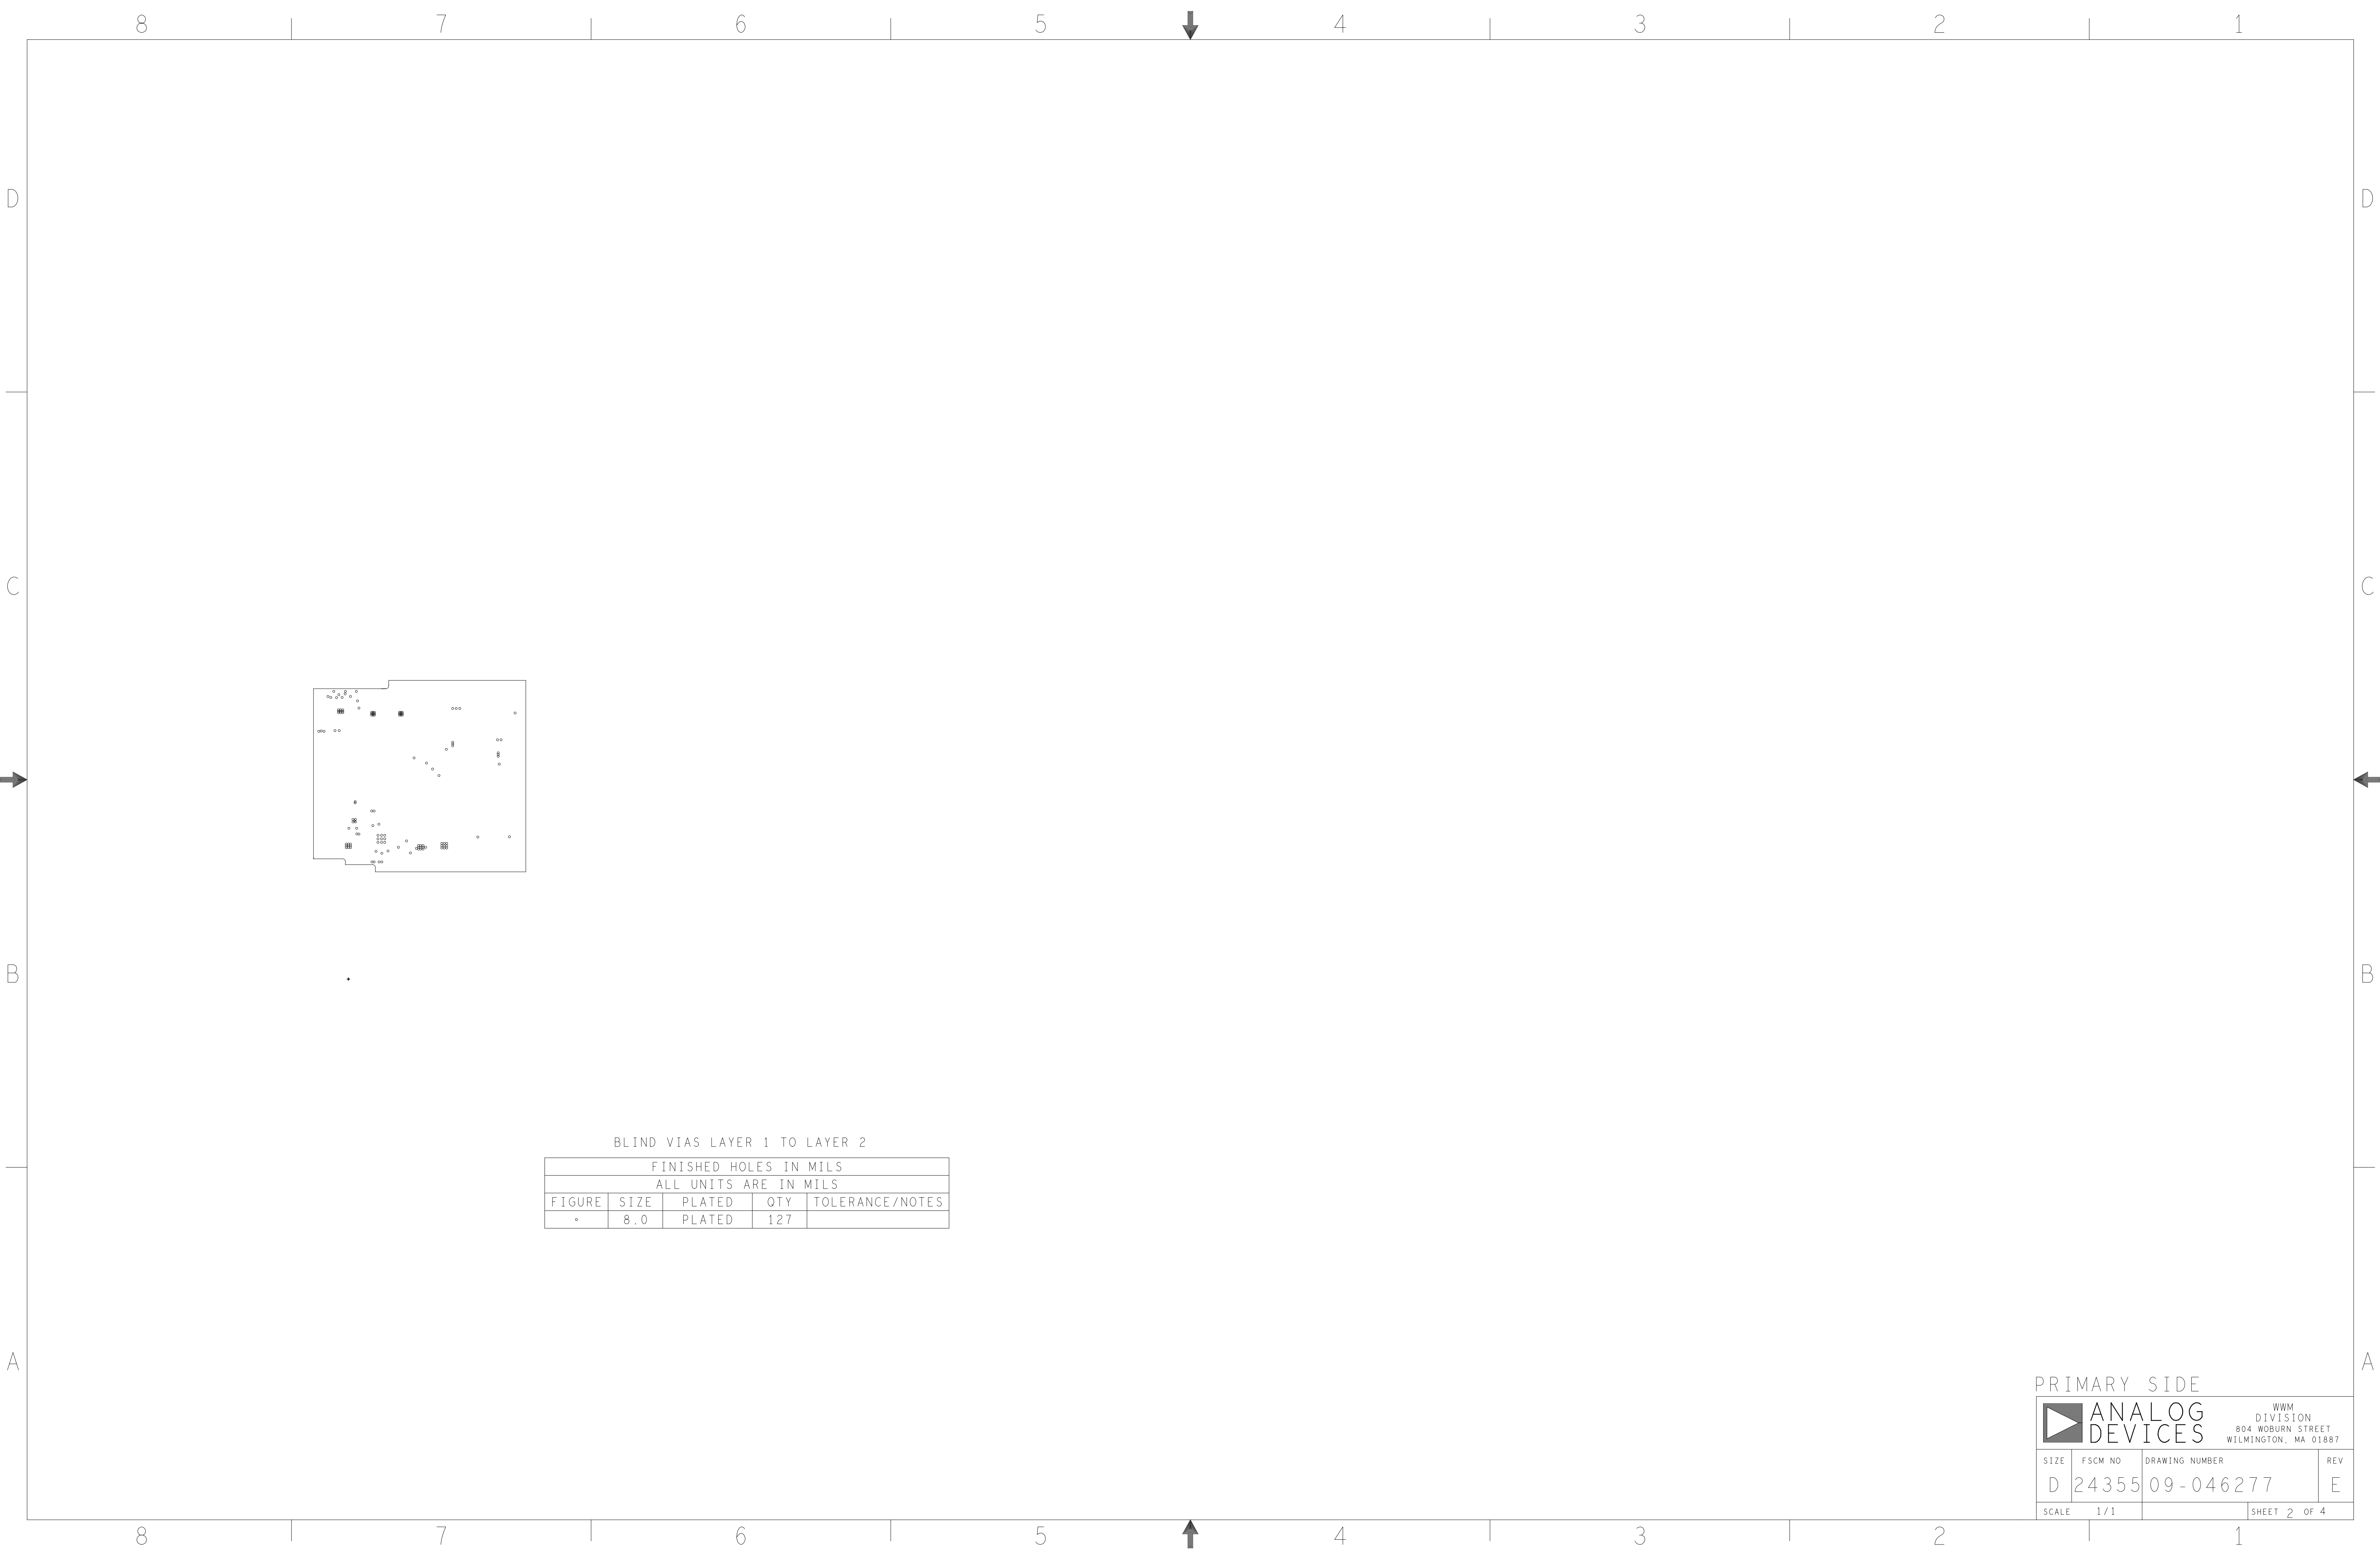 8 7 6 5 4 3 2 1
D D
C C
B B
BLIND VIAS LAYER 1 TO LAYER 2
FINISHED HOLES IN MILS
ALL UNITS ARE IN MILS
FIGURE SIZE PLATED QTY TOLERANCE/NOTES
8.0 PLATED 127
A A
PRIMARY SIDE
ANALOG
DEVICES
WWM
DIVISION
804 WOBURN STREET
WILMINGTON, MA 01887
SIZE FSCM NO DRAWING NUMBER REV
D 24355 09-046277 E
SCALE 1/1 SHEET 2 OF 4
8 7 6 5 4 3 2 1